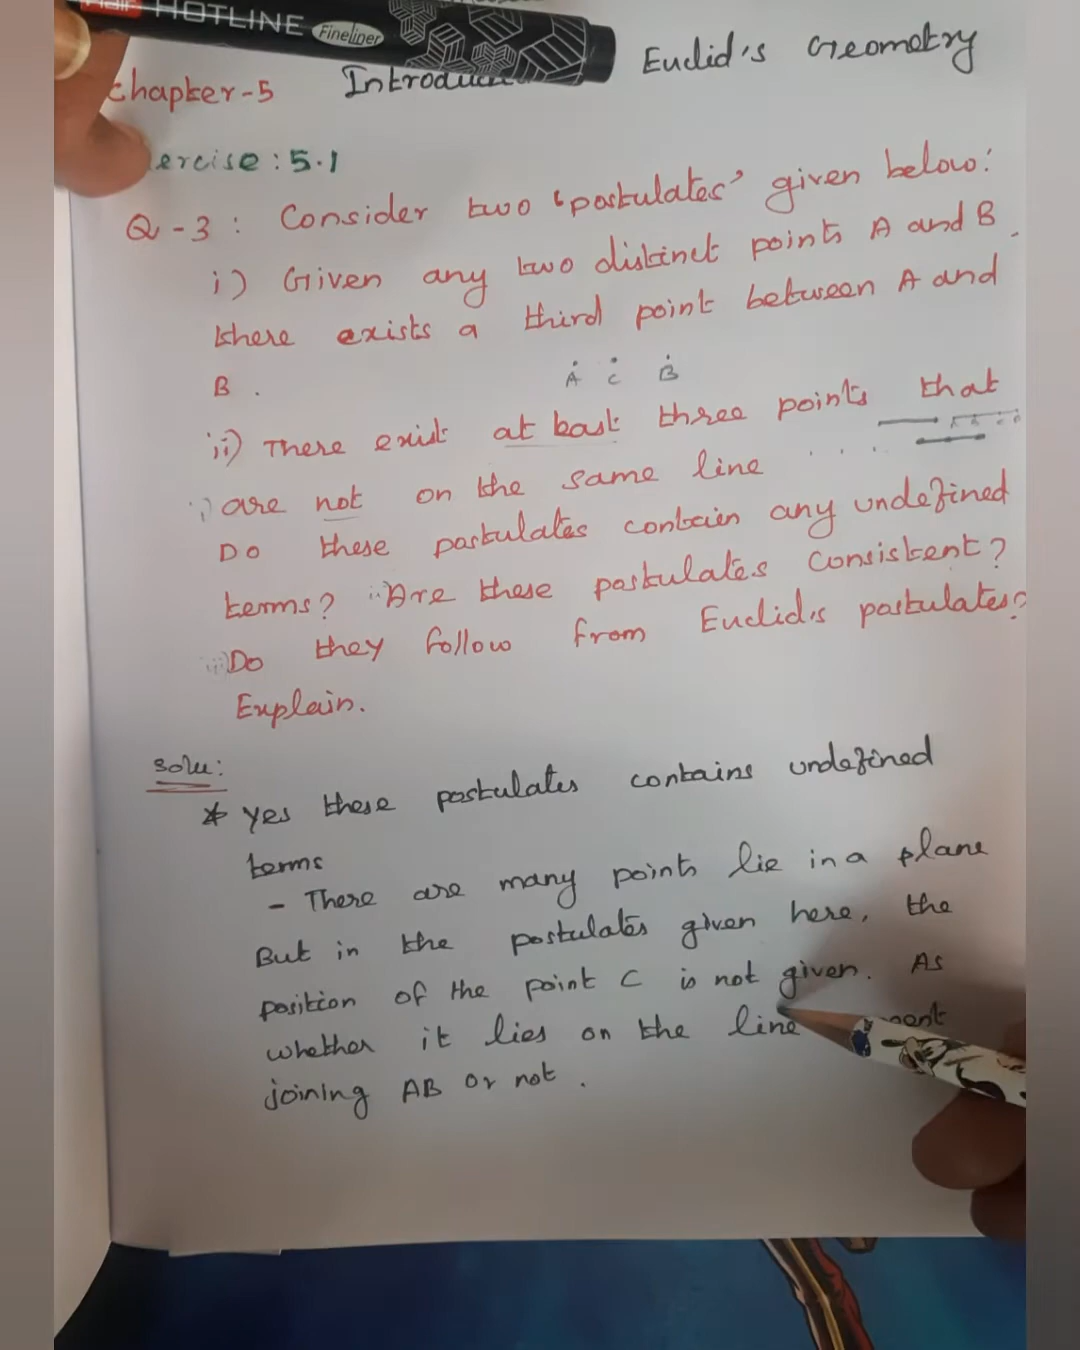 HOTLINE Fineliner
Chapter-5 Introduc Euclid's Geometry
ercise: 5.1
Q-3: Consider two 'postulates' given below:
i) Given any two distinct points A and B.
there exists a third point between A and
B.
A C B
ii) There exist at least three points that
i) are not on the same line
Do these postulates contain any undefined
terms? ii) Are these postulates consistent?
iii) Do they follow from Euclid's postulates?
Explain.
Solu:
* Yes these postulates contains undefined
terms
- There are many points lie in a plane
But in the postulates given here, the
position of the point C is not given. As
whether it lies on the line ment
joining AB or not.